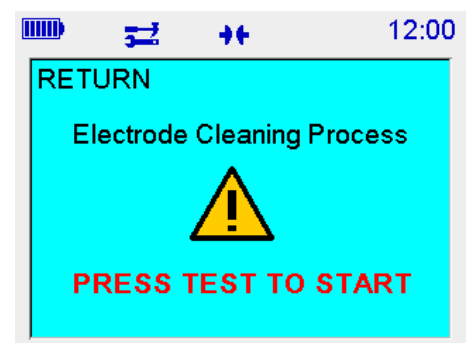 12:00
RETURN
Electrode Cleaning Process
PRESS TEST TO START